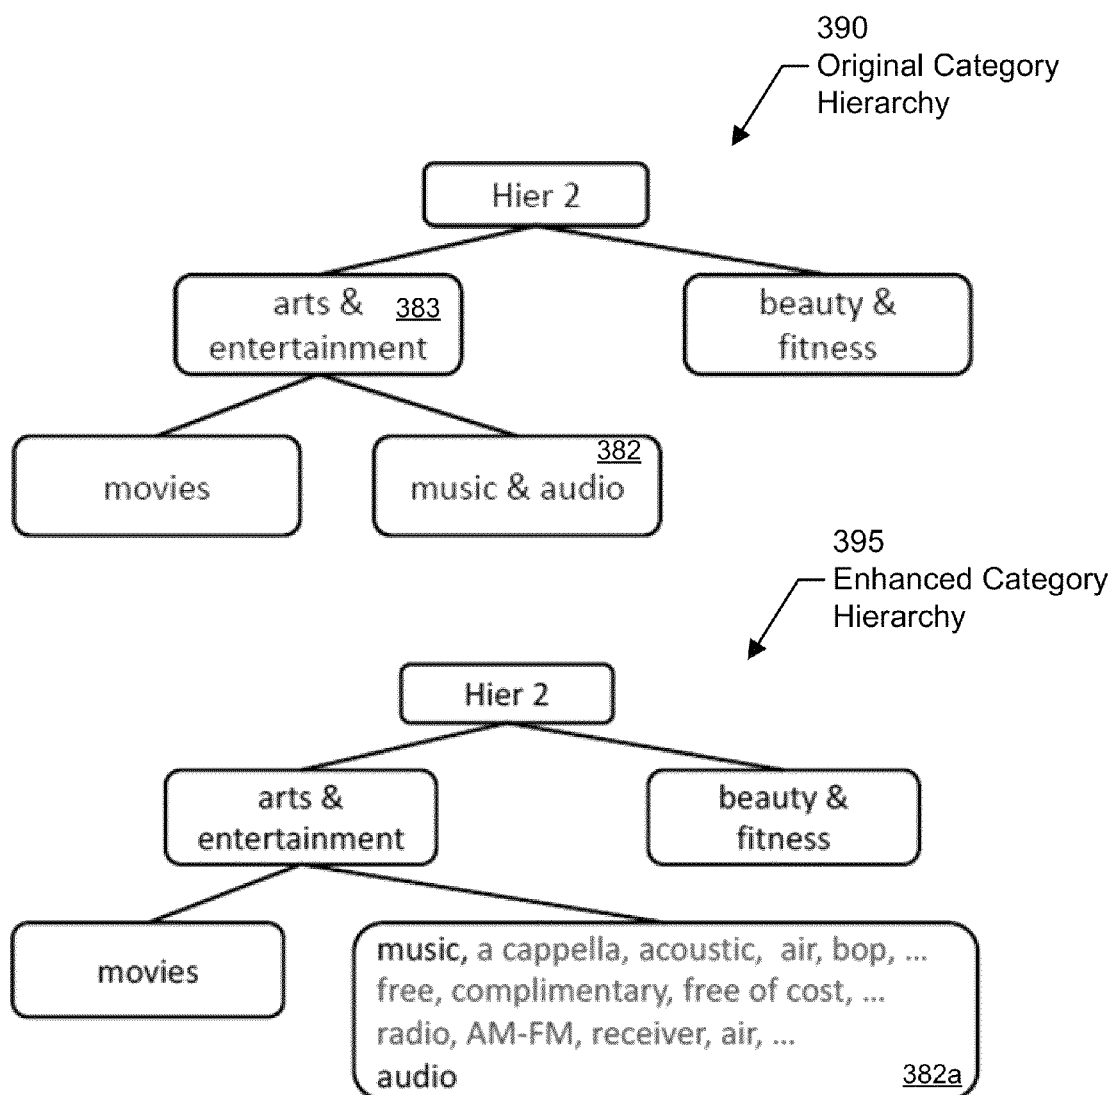 390
Original Category
Hierarchy
Hier 2
arts &
383
entertainment
beauty &
fitness
movies
382
music & audio
395
Enhanced Category
Hierarchy
Hier 2
arts &
entertainment
beauty &
fitness
movies
music, a cappella, acoustic, air, bop, ...
free, complimentary, free of cost, ...
radio, AM-FM, receiver, air, ...
audio
382a